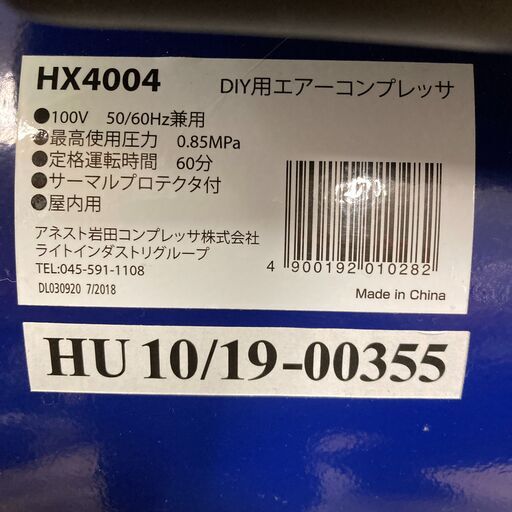 HX4004 DIY用エアーコンプレッサ
●100V 50/60Hz兼用
●最高使用圧力 0.85MPa
●定格運転時間 60分
●サーマルプロテクタ付
●屋内用
アネスト岩田コンプレッサ株式会社
ライトインダストリグループ
TEL:045-591-1108
DL030920 7/2018
4 900192 010282
Made in China
HU 10/19-00355